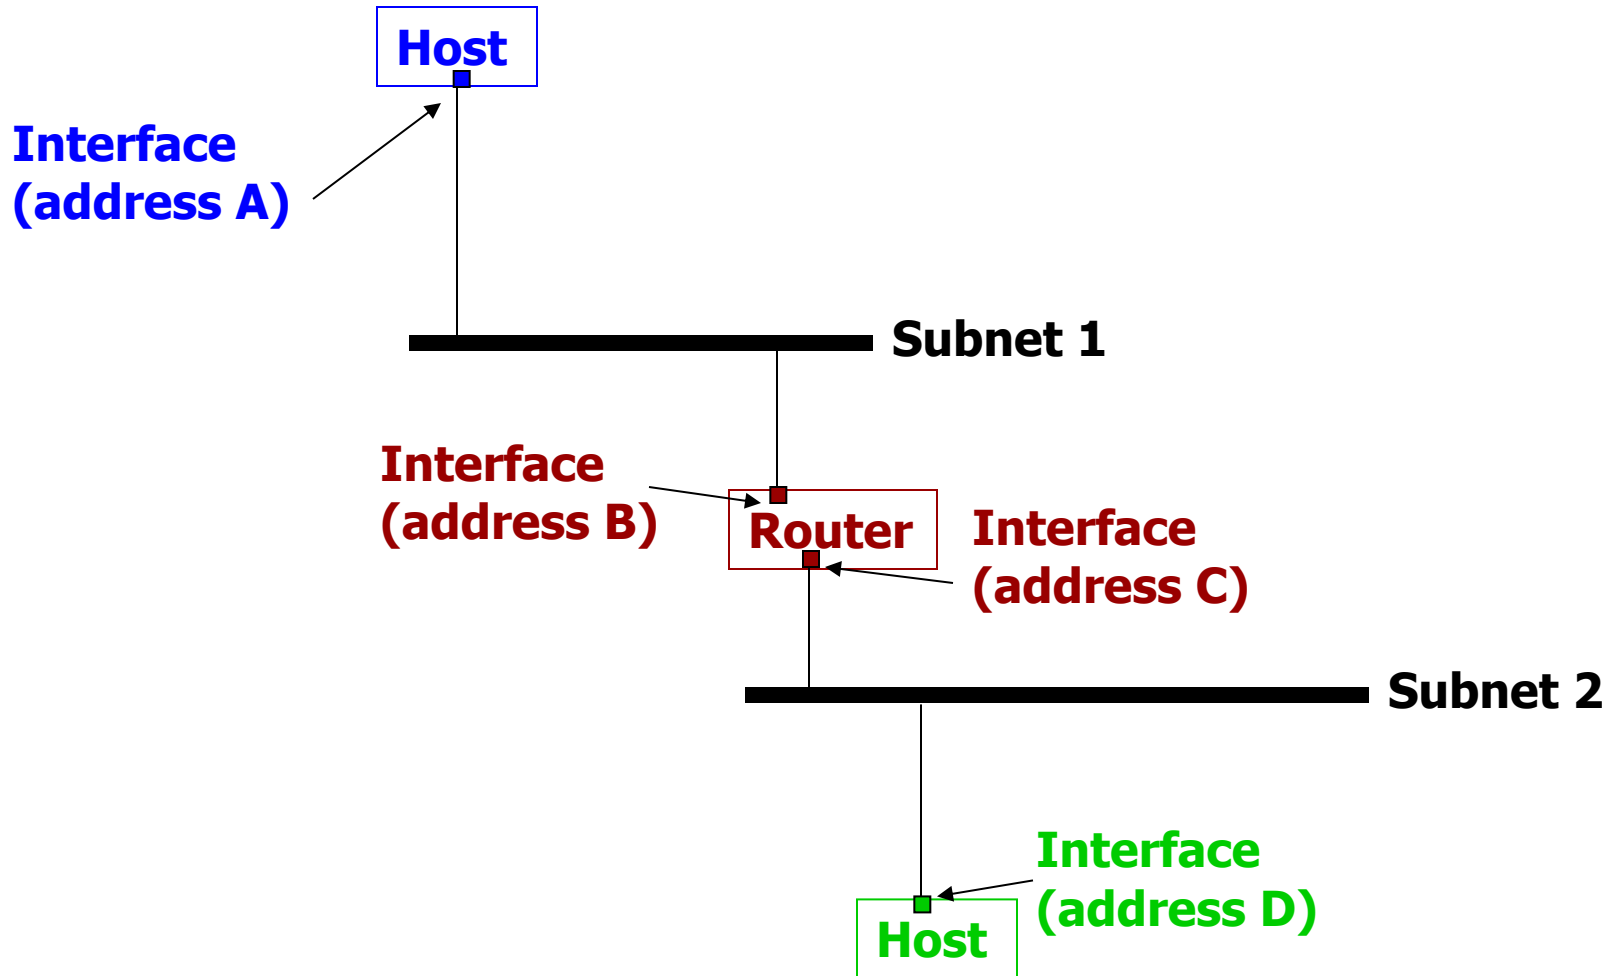 Host
Interface
(address A)
Subnet 1
Interface
(address B)
Router
Interface
(address C)
Subnet 2
Interface
(address D)
Host